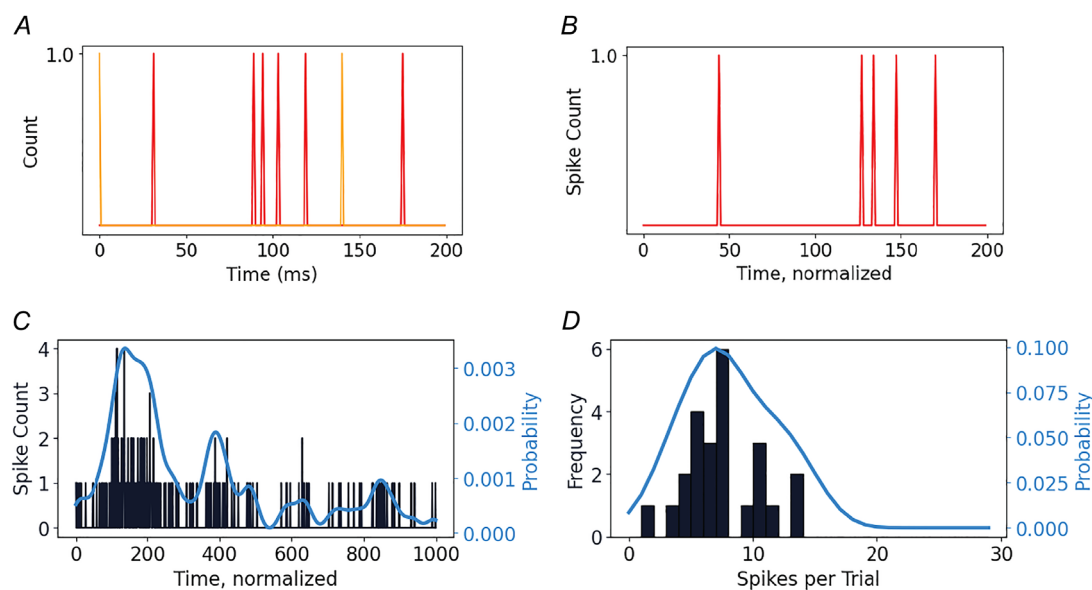 A
1.0
Count
0 50 100 150 200
Time (ms)
B
1.0
Spike Count
0 50 100 150 200
Time, normalized
C
4
3
2
1
0
Spike Count
0.003
0.002
0.001
0.000
Probability
0 200 400 600 800 1000
Time, normalized
D
6
4
2
0
Frequency
0.100
0.075
0.050
0.025
0.000
Probability
0 10 20 30
Spikes per Trial